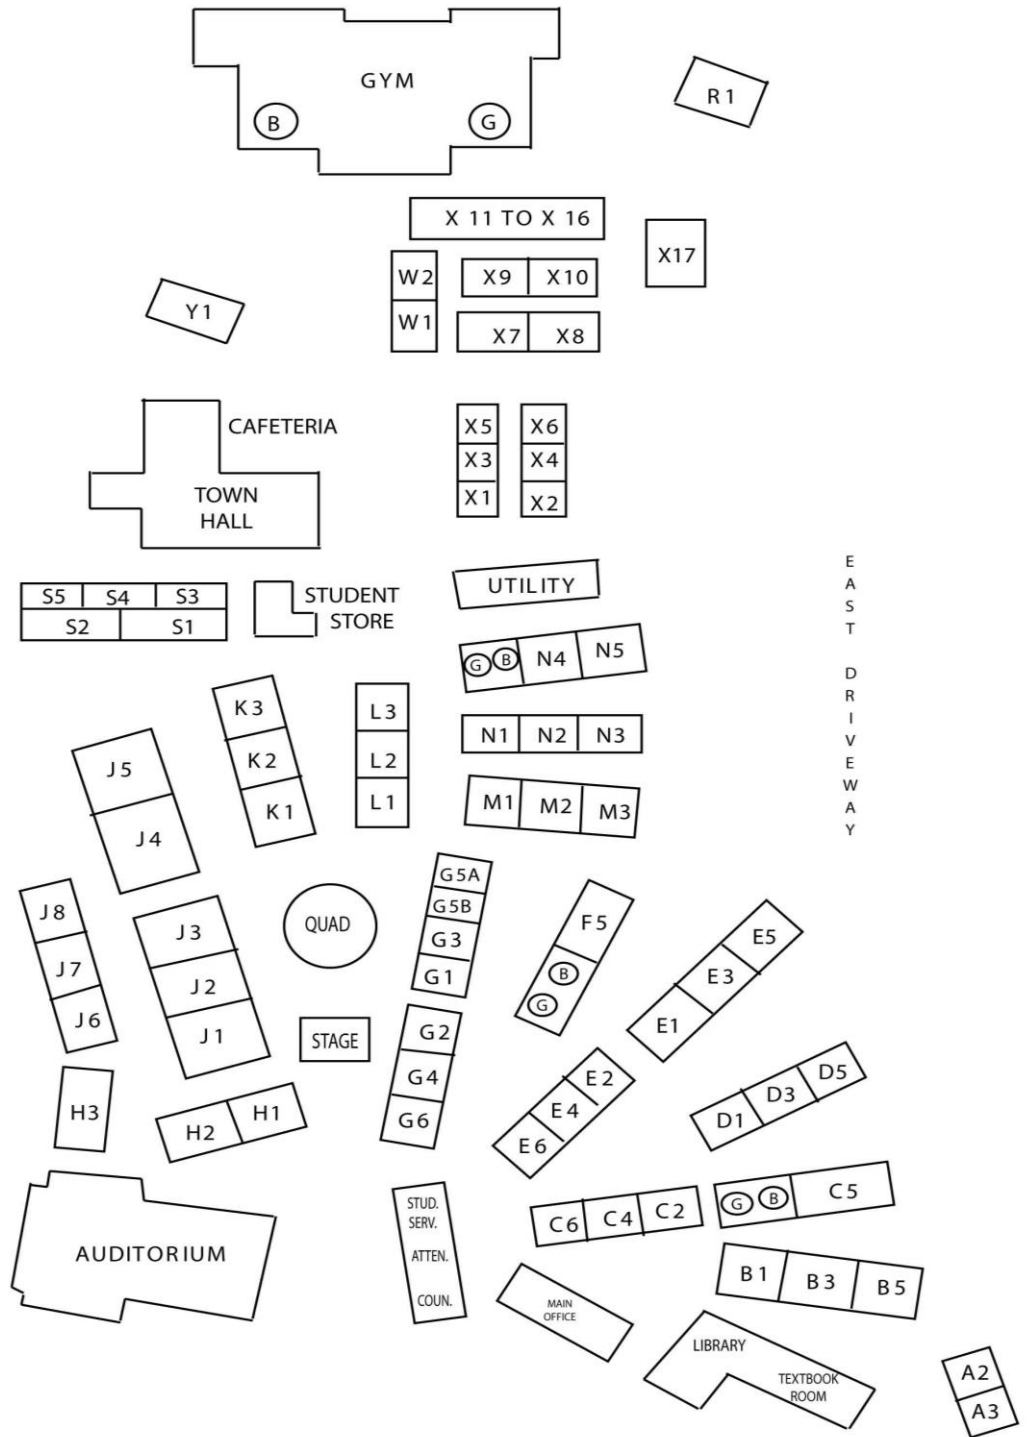 GYM
B
G
R1
X 11 TO X 16
X17
W2
X9
X10
W1
X7
X8
Y1
CAFETERIA
TOWN
HALL
X5
X6
X3
X4
X1
X2
UTILITY
EAST DRIVEWAY
S5
S4
S3
S2
S1
STUDENT
STORE
G
B
N4
N5
N1
N2
N3
M1
M2
M3
K3
K2
K1
L3
L2
L1
J5
J4
J8
J7
J6
J3
J2
J1
QUAD
STAGE
G5A
G5B
G3
G1
G2
G4
G6
F5
B
G
E5
E3
E1
E2
E4
E6
D5
D3
D1
H3
H2
H1
AUDITORIUM
STUD.
SERV.
ATTEN.
COUN.
C6
C4
C2
G
B
C5
B1
B3
B5
MAIN
OFFICE
LIBRARY
TEXTBOOK
ROOM
A2
A3